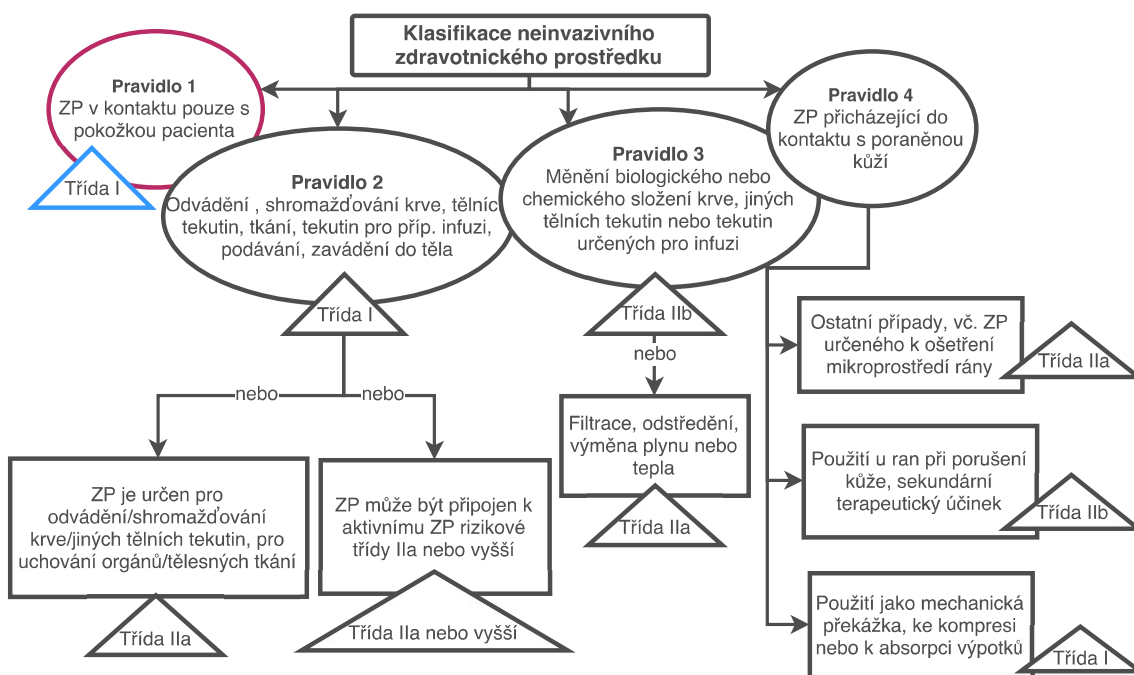 Klasifikace neinvazivního
zdravotnického prostředku
Pravidlo 1
ZP v kontaktu pouze s
pokožkou pacienta
Třída I
Pravidlo 2
Odvádění , shromažďování krve, tělníc
tekutin, tkání, tekutin pro příp. infuzi,
podávání, zavádění do těla
Třída I
nebo
nebo
ZP je určen pro
odvádění/shromažďování
krve/jiných tělních tekutin, pro
uchování orgánů/tělesných tkání
Třída IIa
ZP může být připojen k
aktivnímu ZP rizikové
třídy IIa nebo vyšší
Třída IIa nebo vyšší
Pravidlo 3
Měnění biologického nebo
chemického složení krve, jiných
tělních tekutin nebo tekutin
určených pro infuzi
Třída IIb
nebo
Filtrace, odstředění,
výměna plynu nebo
tepla
Třída IIa
Pravidlo 4
ZP přicházející do
kontaktu s poraněnou
kůží
Ostatní případy, vč. ZP
určeného k ošetření
mikroprostředí rány
Třída IIa
Použití u ran při porušení
kůže, sekundární
terapeutický účinek
Třída IIb
Použití jako mechanická
překážka, ke kompresi
nebo k absorpci výpotků
Třída I